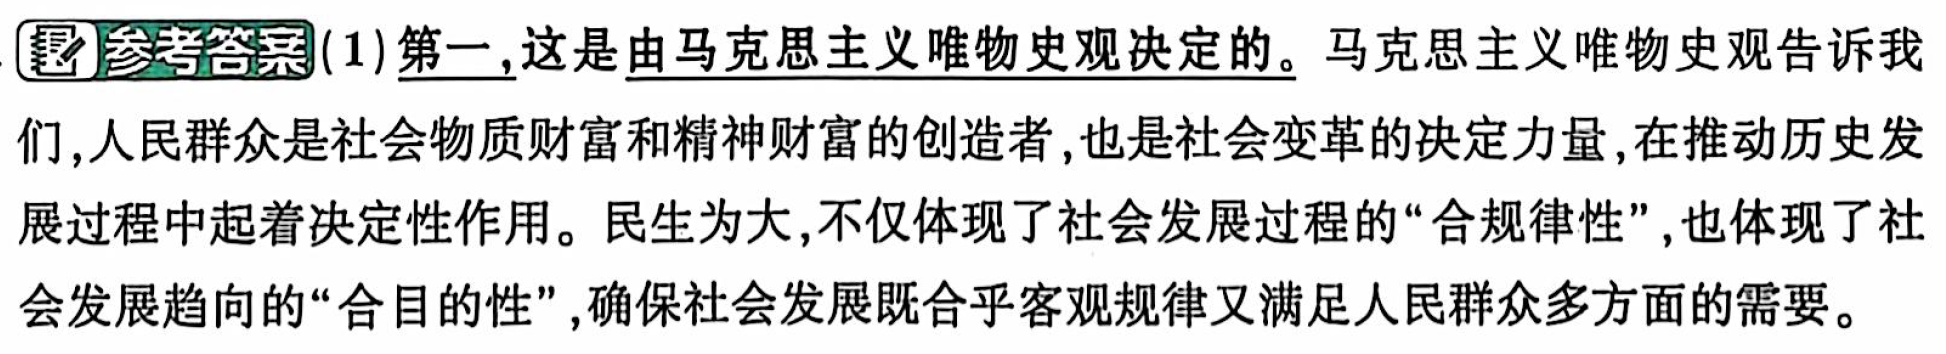 参考答案(1)第一,这是由马克思主义唯物史观决定的。马克思主义唯物史观告诉我
们,人民群众是社会物质财富和精神财富的创造者,也是社会变革的决定力量,在推动历史发
展过程中起着决定性作用。民生为大,不仅体现了社会发展过程的“合规律性”,也体现了社
会发展趋向的“合目的性”,确保社会发展既合乎客观规律又满足人民群众多方面的需要。